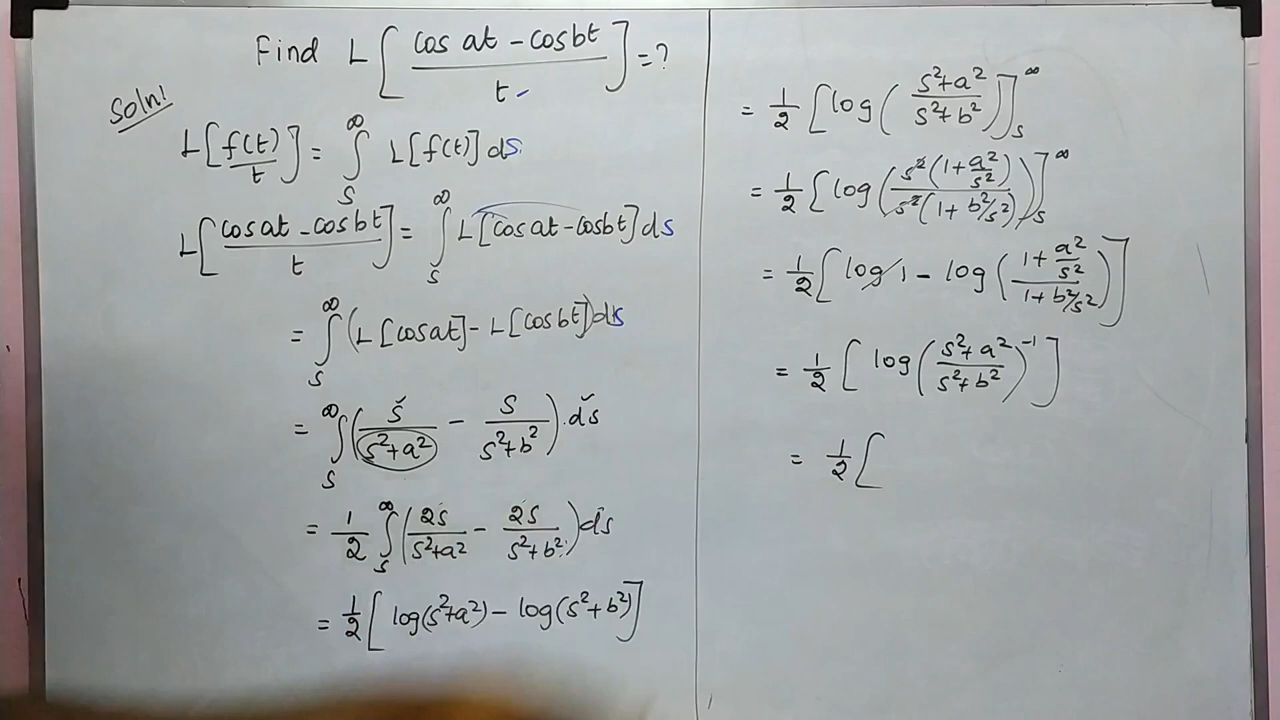 Find L[(cos at - cos bt)/t] = ?
Soln!
L[f(t)/t] = ∫_s^∞ L[f(t)] ds
L[(cos at - cos bt)/t] = ∫_s^∞ L[cos at - cos bt] ds
= ∫_s^∞ (L[cos at] - L[cos bt]) ds
= ∫_s^∞ (s/(s²+a²) - s/(s²+b²)) . ds
= 1/2 ∫_s^∞ (2s/(s²+a²) - 2s/(s²+b²)) ds
= 1/2 [log(s²+a²) - log(s²+b²)]
= 1/2 [log((s²+a²)/(s²+b²))]_s^∞
= 1/2 [log(s²(1+a²/s²)/s²(1+b²/s²))]_s^∞
= 1/2 [log 1 - log((1+a²/s²)/(1+b²/s²))]
= 1/2 [log((s²+a²)/(s²+b²))⁻¹]
= 1/2 [